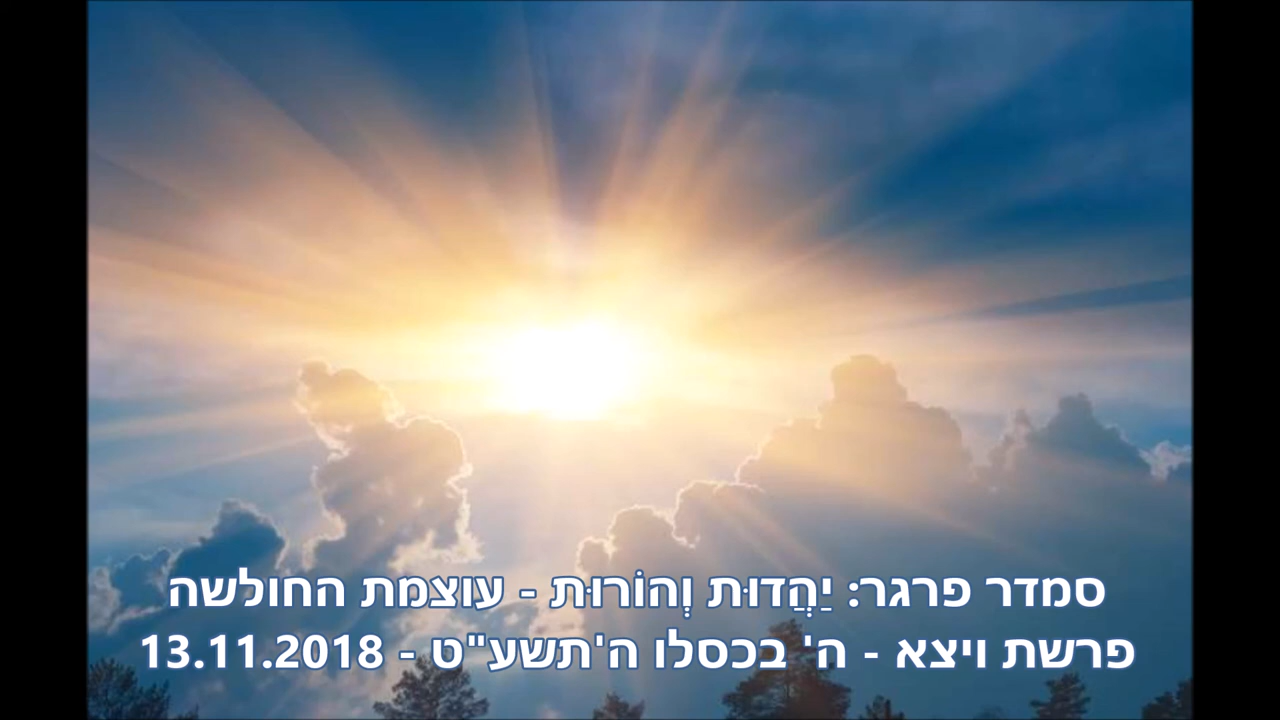 סמדר פרגר: יַהֲדוּת וְהוֹרוּת - עוצמת החולשה
פרשת ויצא - ה' בכסלו ה'תשע"ט - 13.11.2018